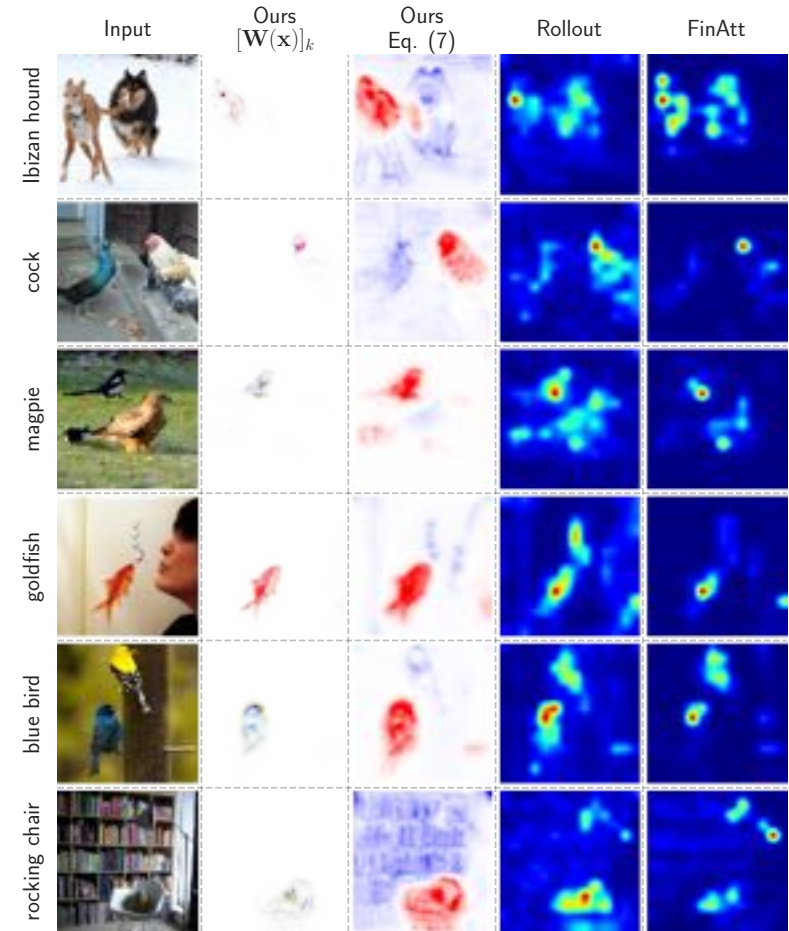 Input
Ours
[W(x)]ₖ
Ours
Eq. (7)
Rollout
FinAtt
Ibizan hound
cock
magpie
goldfish
blue bird
rocking chair